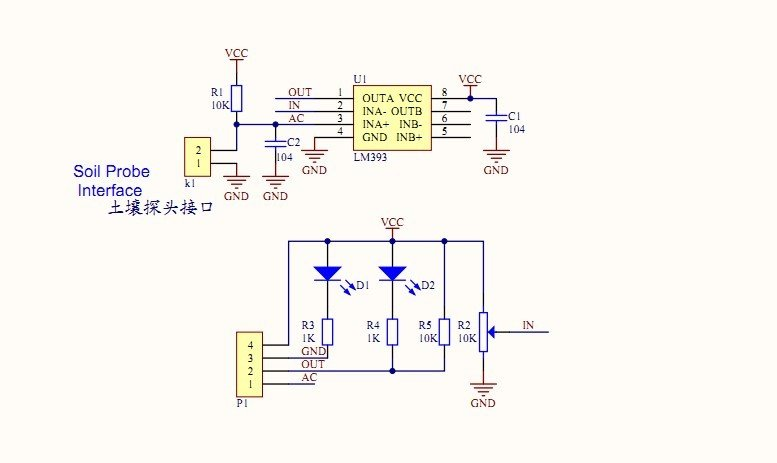 VCC
R1
10K
OUT
IN
AC
1
2
3
4
U1
OUTA VCC
INA- OUTB
INA+ INB-
GND INB+
LM393
8
7
6
5
VCC
C1
104
GND
C2
104
GND
GND
GND
2
1
k1
Soil Probe
Interface
土壤探头接口
VCC
D1
D2
R3
1K
R4
1K
R5
10K
R2
10K
IN
GND
4
3
2
1
GND
OUT
AC
P1